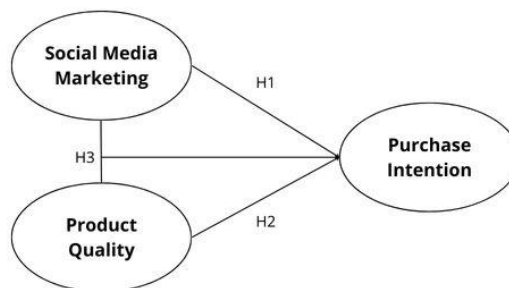 Social Media
Marketing
H1
Purchase
Intention
H3
Product
Quality
H2